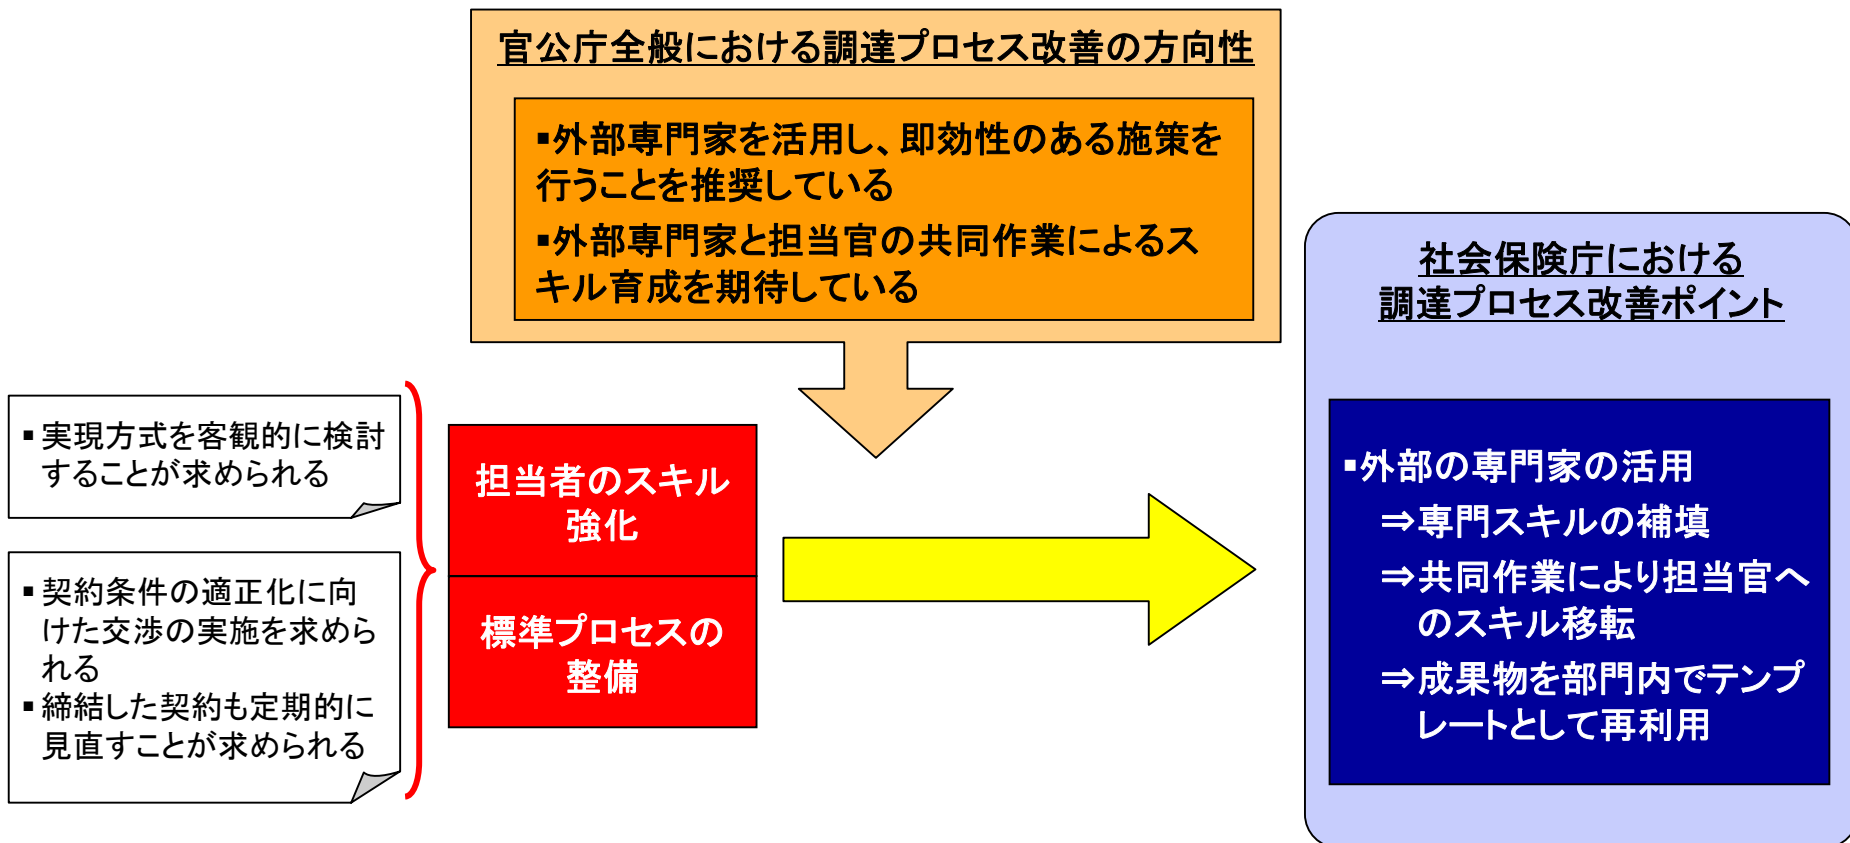 官公庁全般における調達プロセス改善の方向性
▪外部専門家を活用し、即効性のある施策を
行うことを推奨している
▪外部専門家と担当官の共同作業によるス
キル育成を期待している
▪実現方式を客観的に検討
することが求められる
▪契約条件の適正化に向
けた交渉の実施を求めら
れる
▪締結した契約も定期的に
見直すことが求められる
担当者のスキル
強化
標準プロセスの
整備
社会保険庁における
調達プロセス改善ポイント
▪外部の専門家の活用
⇒専門スキルの補填
⇒共同作業により担当官へ
のスキル移転
⇒成果物を部門内でテンプ
レートとして再利用